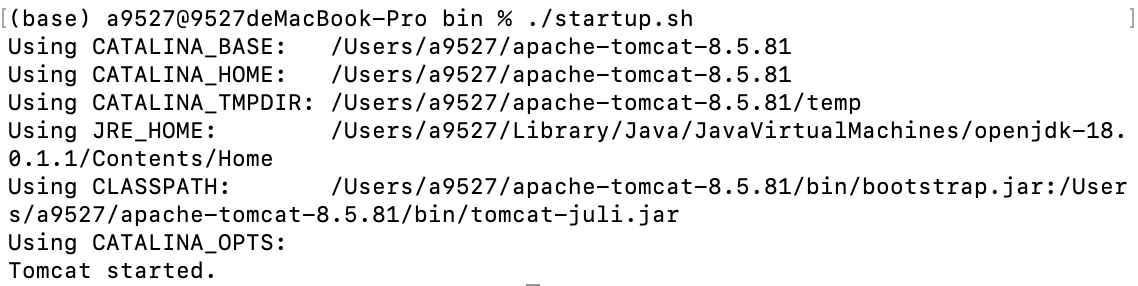 [(base) a9527@9527deMacBook-Pro bin % ./startup.sh ]
Using CATALINA_BASE:   /Users/a9527/apache-tomcat-8.5.81
Using CATALINA_HOME:   /Users/a9527/apache-tomcat-8.5.81
Using CATALINA_TMPDIR: /Users/a9527/apache-tomcat-8.5.81/temp
Using JRE_HOME:        /Users/a9527/Library/Java/JavaVirtualMachines/openjdk-18.
0.1.1/Contents/Home
Using CLASSPATH:       /Users/a9527/apache-tomcat-8.5.81/bin/bootstrap.jar:/User
s/a9527/apache-tomcat-8.5.81/bin/tomcat-juli.jar
Using CATALINA_OPTS:
Tomcat started.